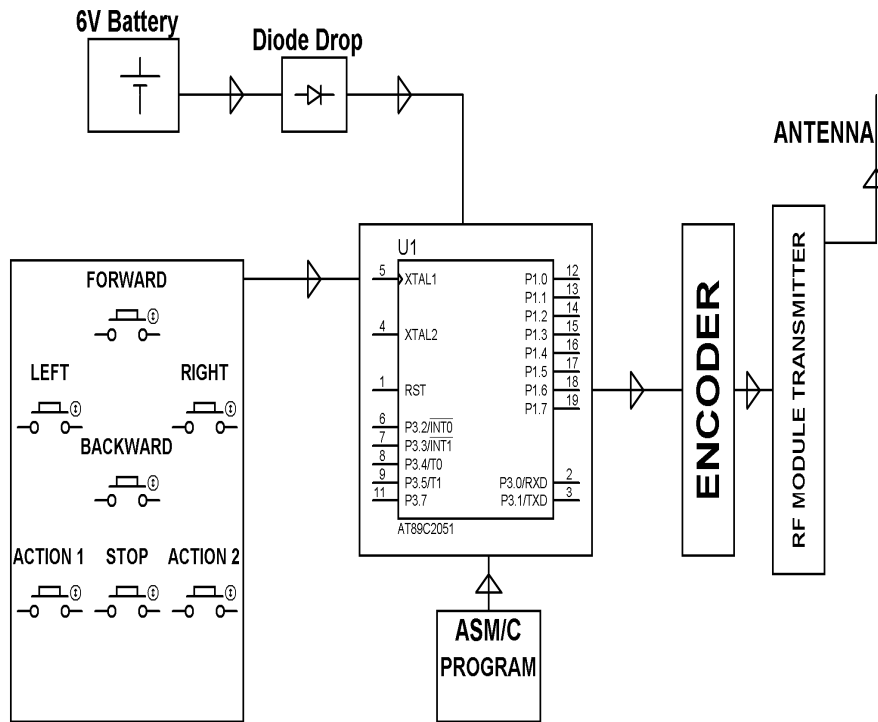 6V Battery
Diode Drop
ANTENNA
U1
5 XTAL1
4 XTAL2
1 RST
6 P3.2/INT0
7 P3.3/INT1
8 P3.4/T0
9 P3.5/T1
11 P3.7
P1.0 12
P1.1 13
P1.2 14
P1.3 15
P1.4 16
P1.5 17
P1.6 18
P1.7 19
P3.0/RXD 2
P3.1/TXD 3
AT89C2051
FORWARD
LEFT RIGHT
BACKWARD
ACTION 1 STOP ACTION 2
ENCODER
RF MODULE TRANSMITTER
ASM/C
PROGRAM